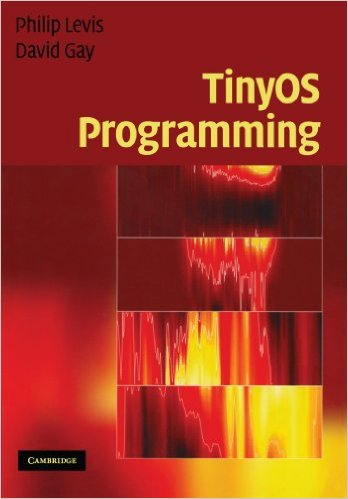 Philip Levis
David Gay
TinyOS
Programming
CAMBRIDGE